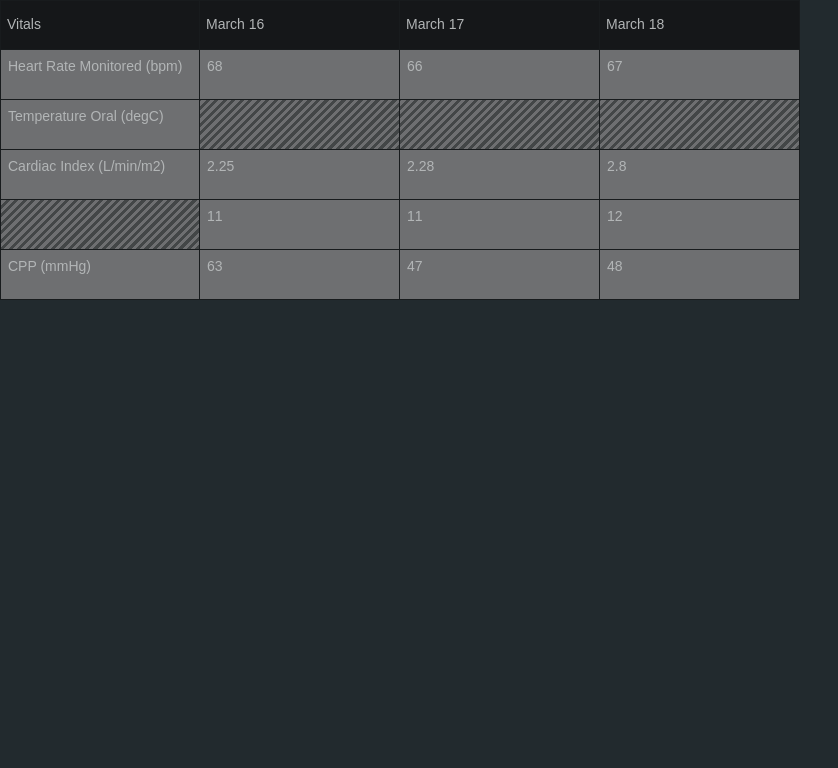 Vitals March 16 March 17 March 18
Heart Rate Monitored (bpm) 68 66 67
Temperature Oral (degC)
Cardiac Index (L/min/m2) 2.25 2.28 2.8
11 11 12
CPP (mmHg) 63 47 48